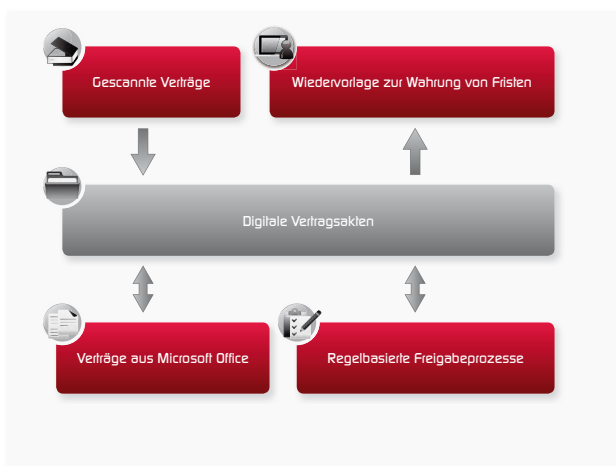 Gescannte Verträge
Wiedervorlage zur Wahrung von Fristen
Digitale Vertragsakten
Verträge aus Microsoft Office
Regelbasierte Freigabeprozesse